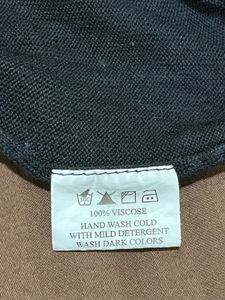 100% VISCOSE
HAND WASH COLD
WITH MILD DETERGENT
WASH DARK COLORS